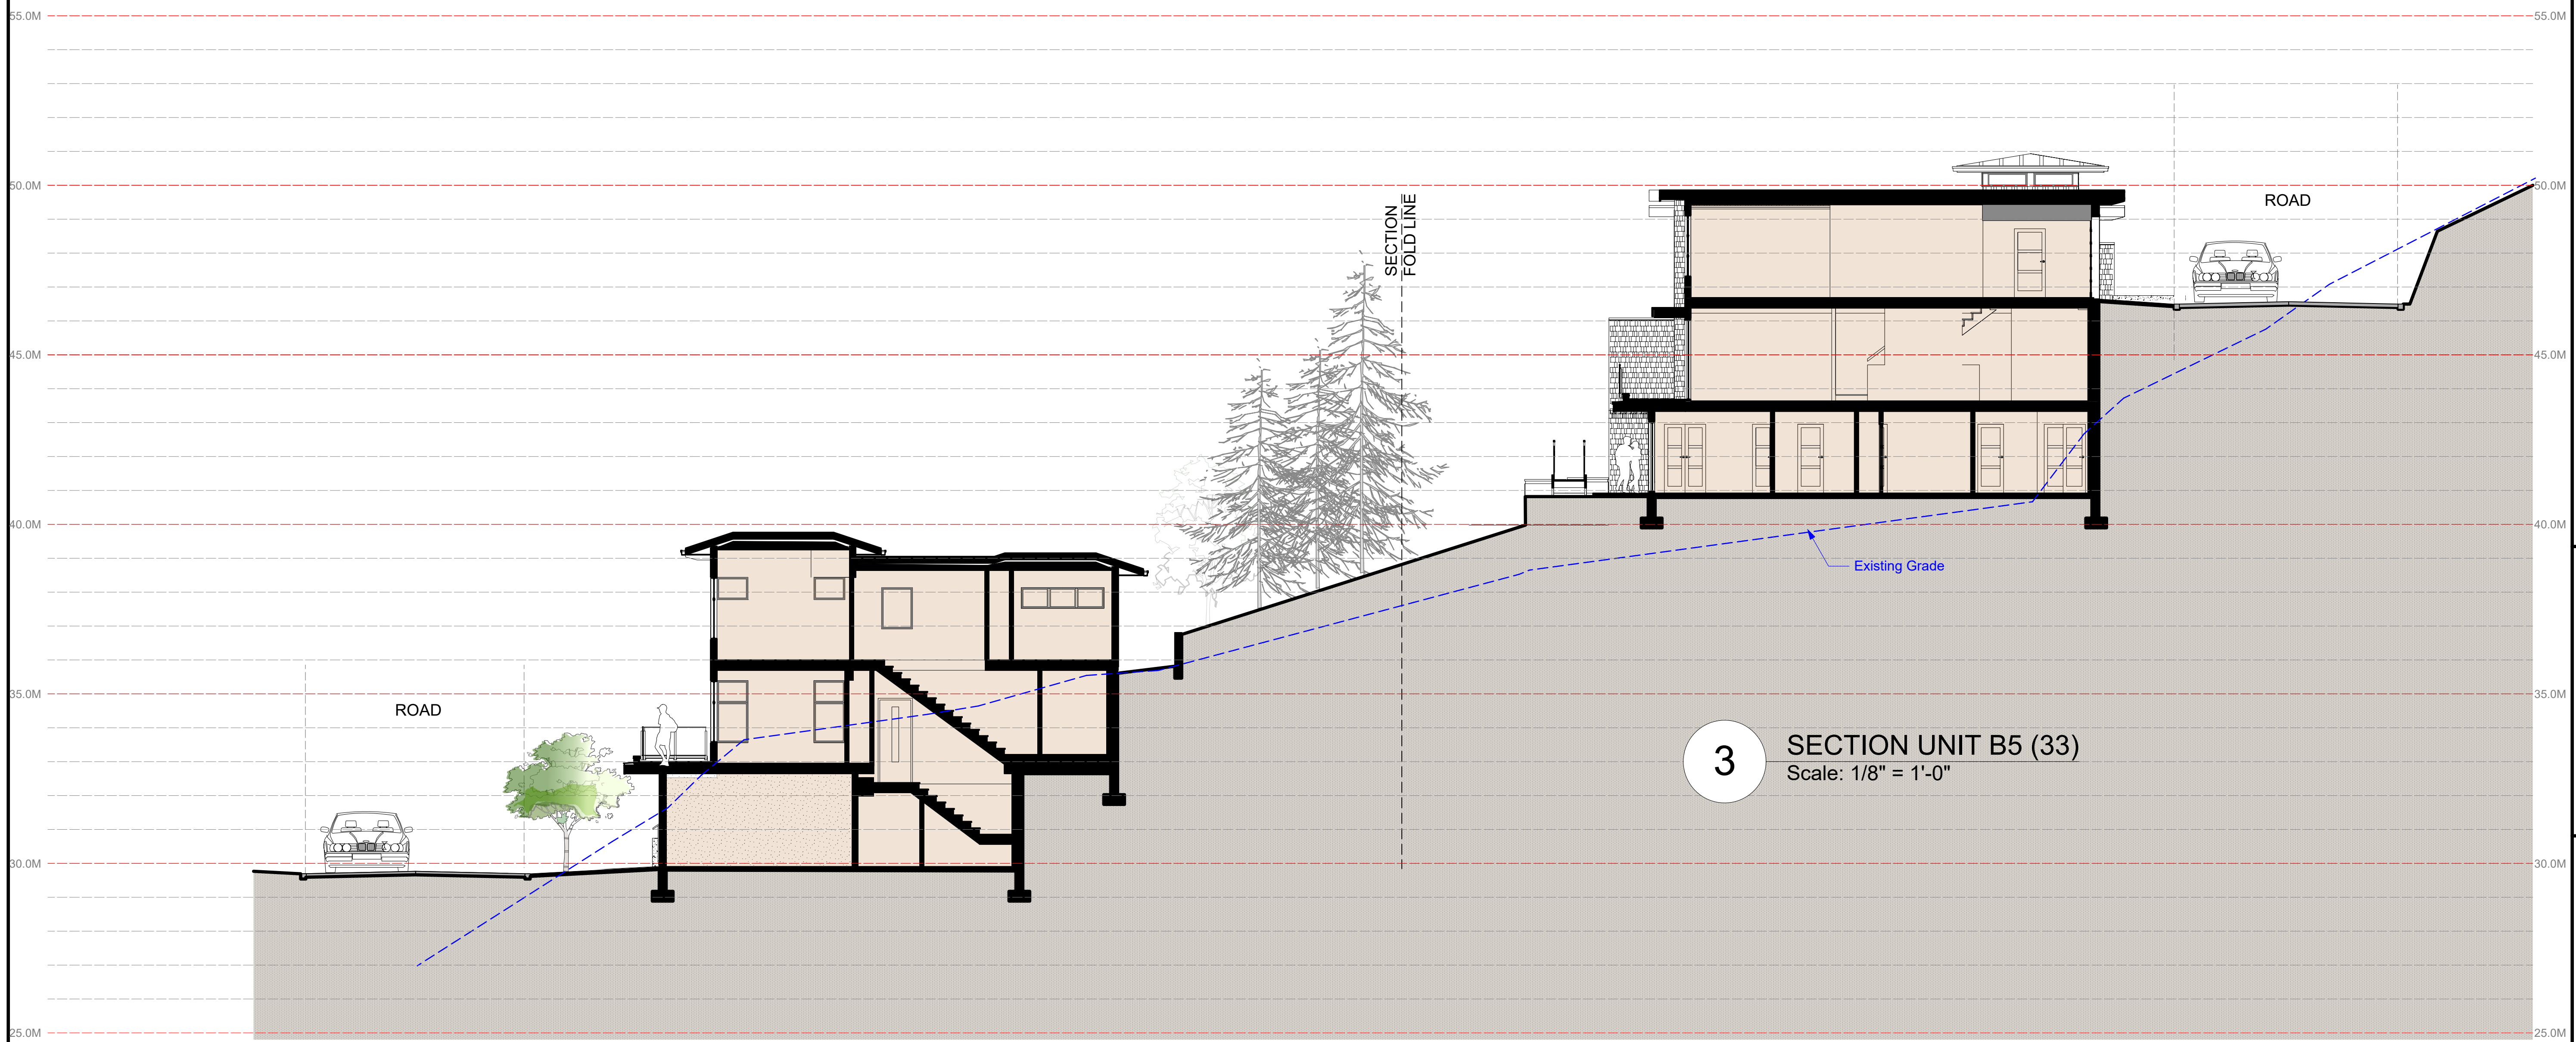 55.0M
55.0M
50.0M
50.0M
ROAD
SECTION
FOLD LINE
45.0M
45.0M
40.0M
40.0M
Existing Grade
35.0M
35.0M
ROAD
3
SECTION UNIT B5 (33)
Scale: 1/8" = 1'-0"
30.0M
30.0M
25.0M
25.0M